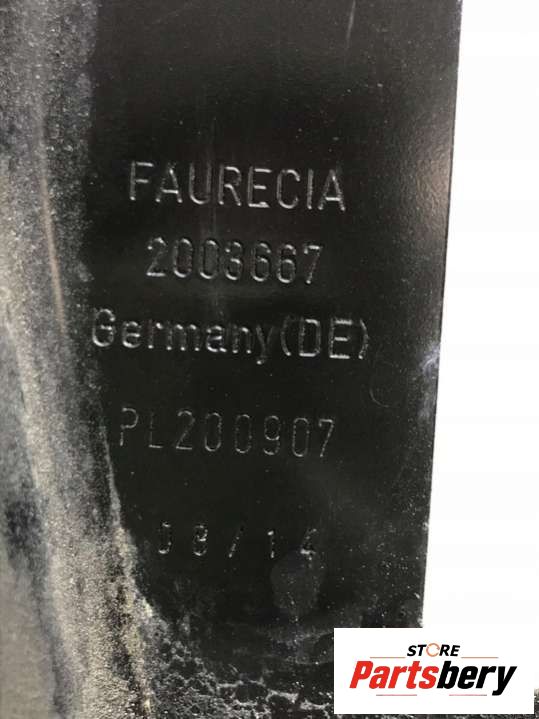 FAURECIA
2003667
Germany(DE)
PL200907
08/14
STORE
Partsbery